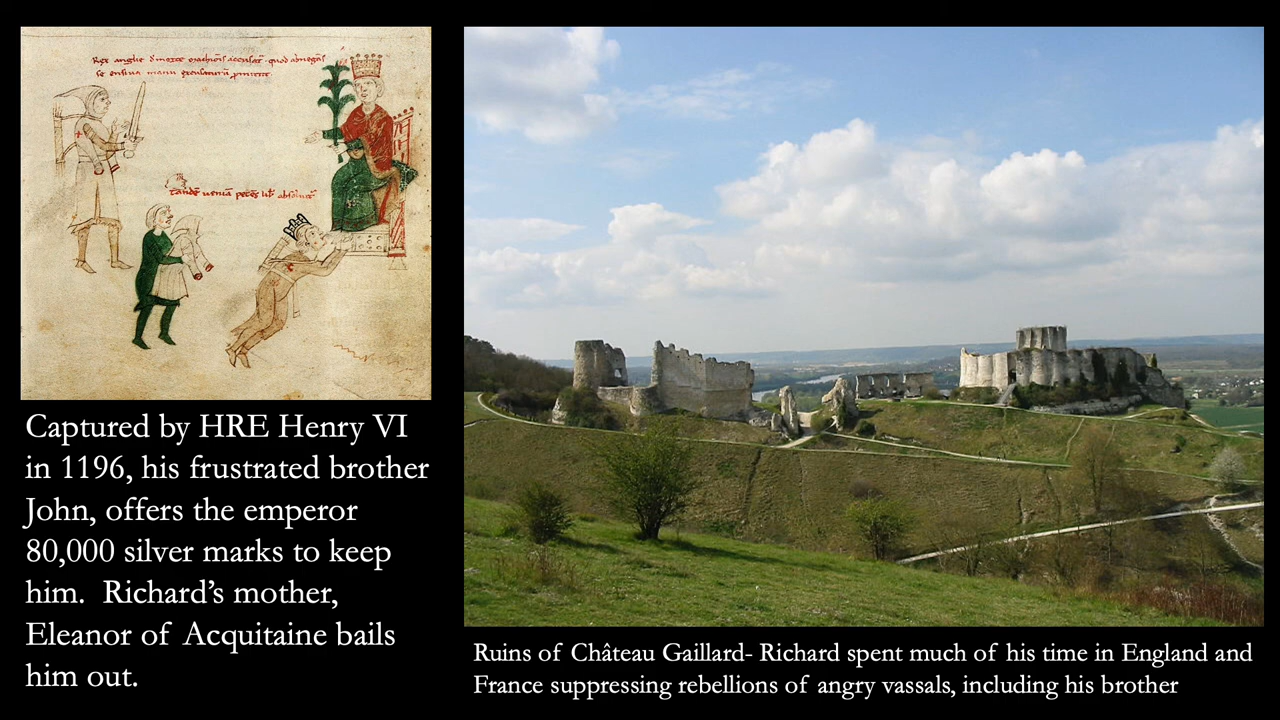 Rex anglie
Captured by HRE Henry VI
in 1196, his frustrated brother
John, offers the emperor
80,000 silver marks to keep
him.  Richard’s mother,
Eleanor of Acquitaine bails
him out.
Ruins of Château Gaillard- Richard spent much of his time in England and
France suppressing rebellions of angry vassals, including his brother